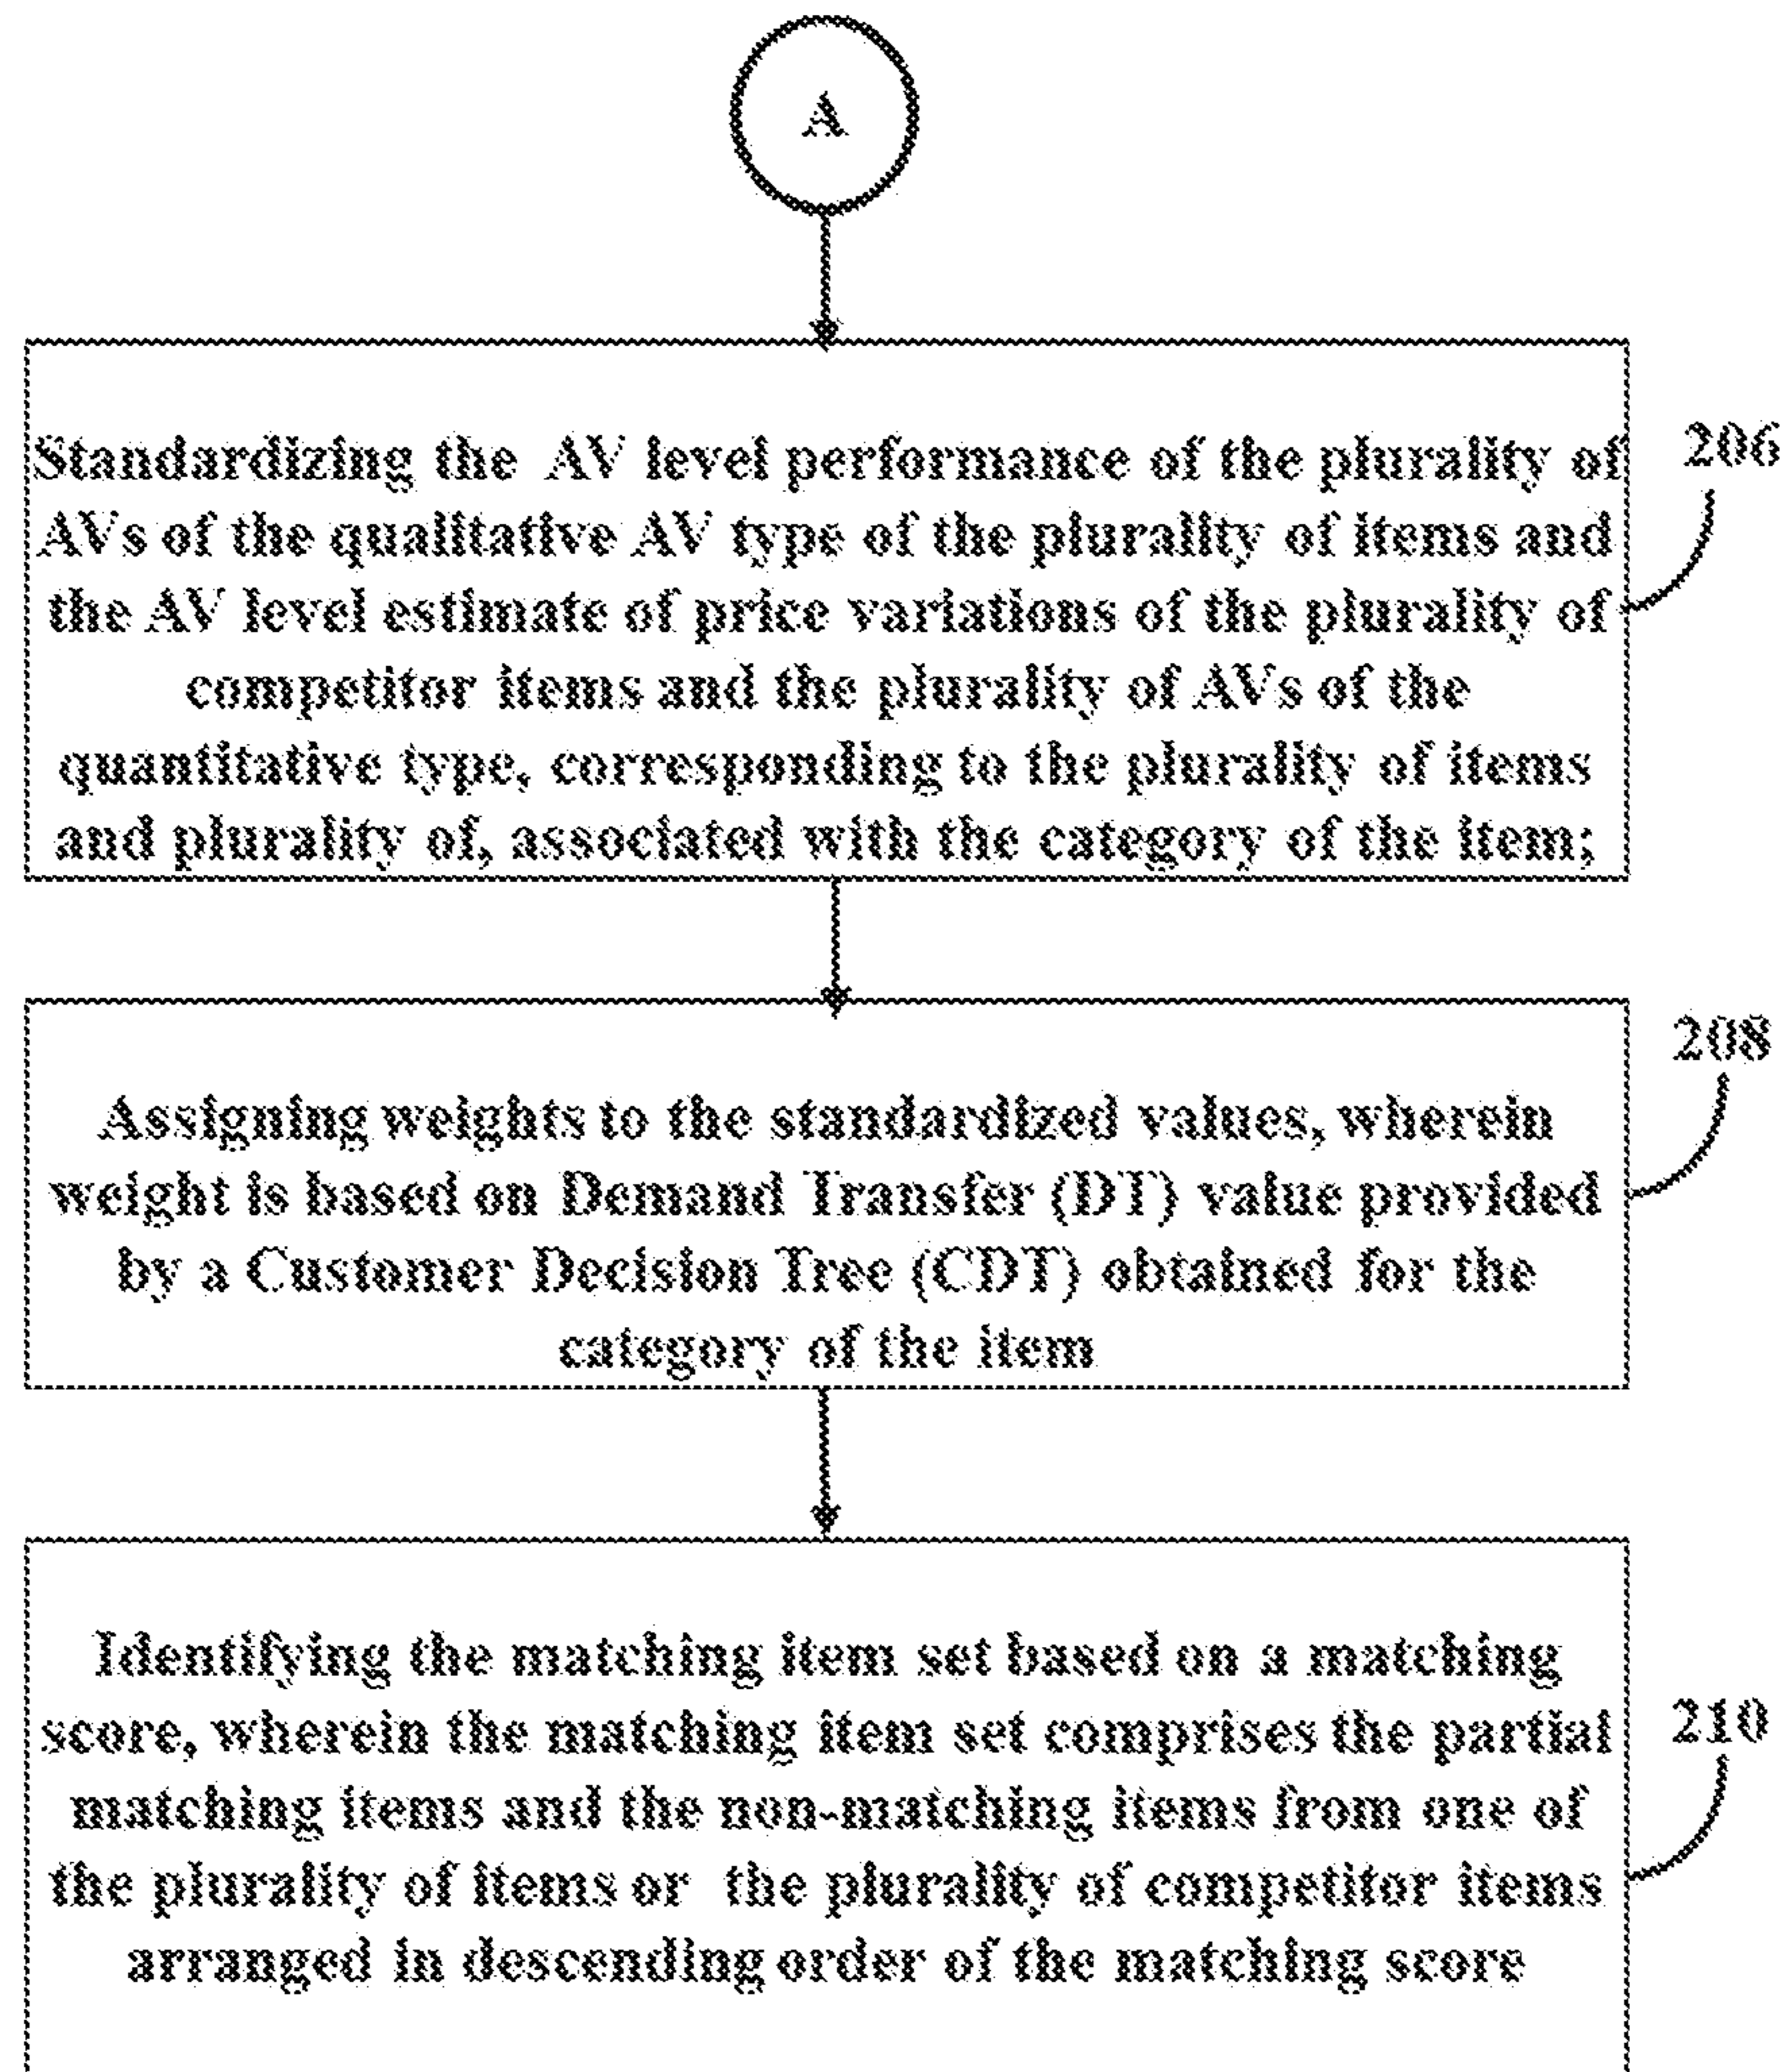 A
Standardizing the AV level performance of the plurality of
AVs of the qualitative AV type of the plurality of items and
the AV level estimate of price variations of the plurality of
competitor items and the plurality of AVs of the
quantitative type, corresponding to the plurality of items
and plurality of, associated with the category of the item;
206
Assigning weights to the standardized values, wherein
weight is based on Demand Transfer (DT) value provided
by a Customer Decision Tree (CDT) obtained for the
category of the item
208
Identifying the matching item set based on a matching
score, wherein the matching item set comprises the partial
matching items and the non-matching items from one of
the plurality of items or the plurality of competitor items
arranged in descending order of the matching score
210